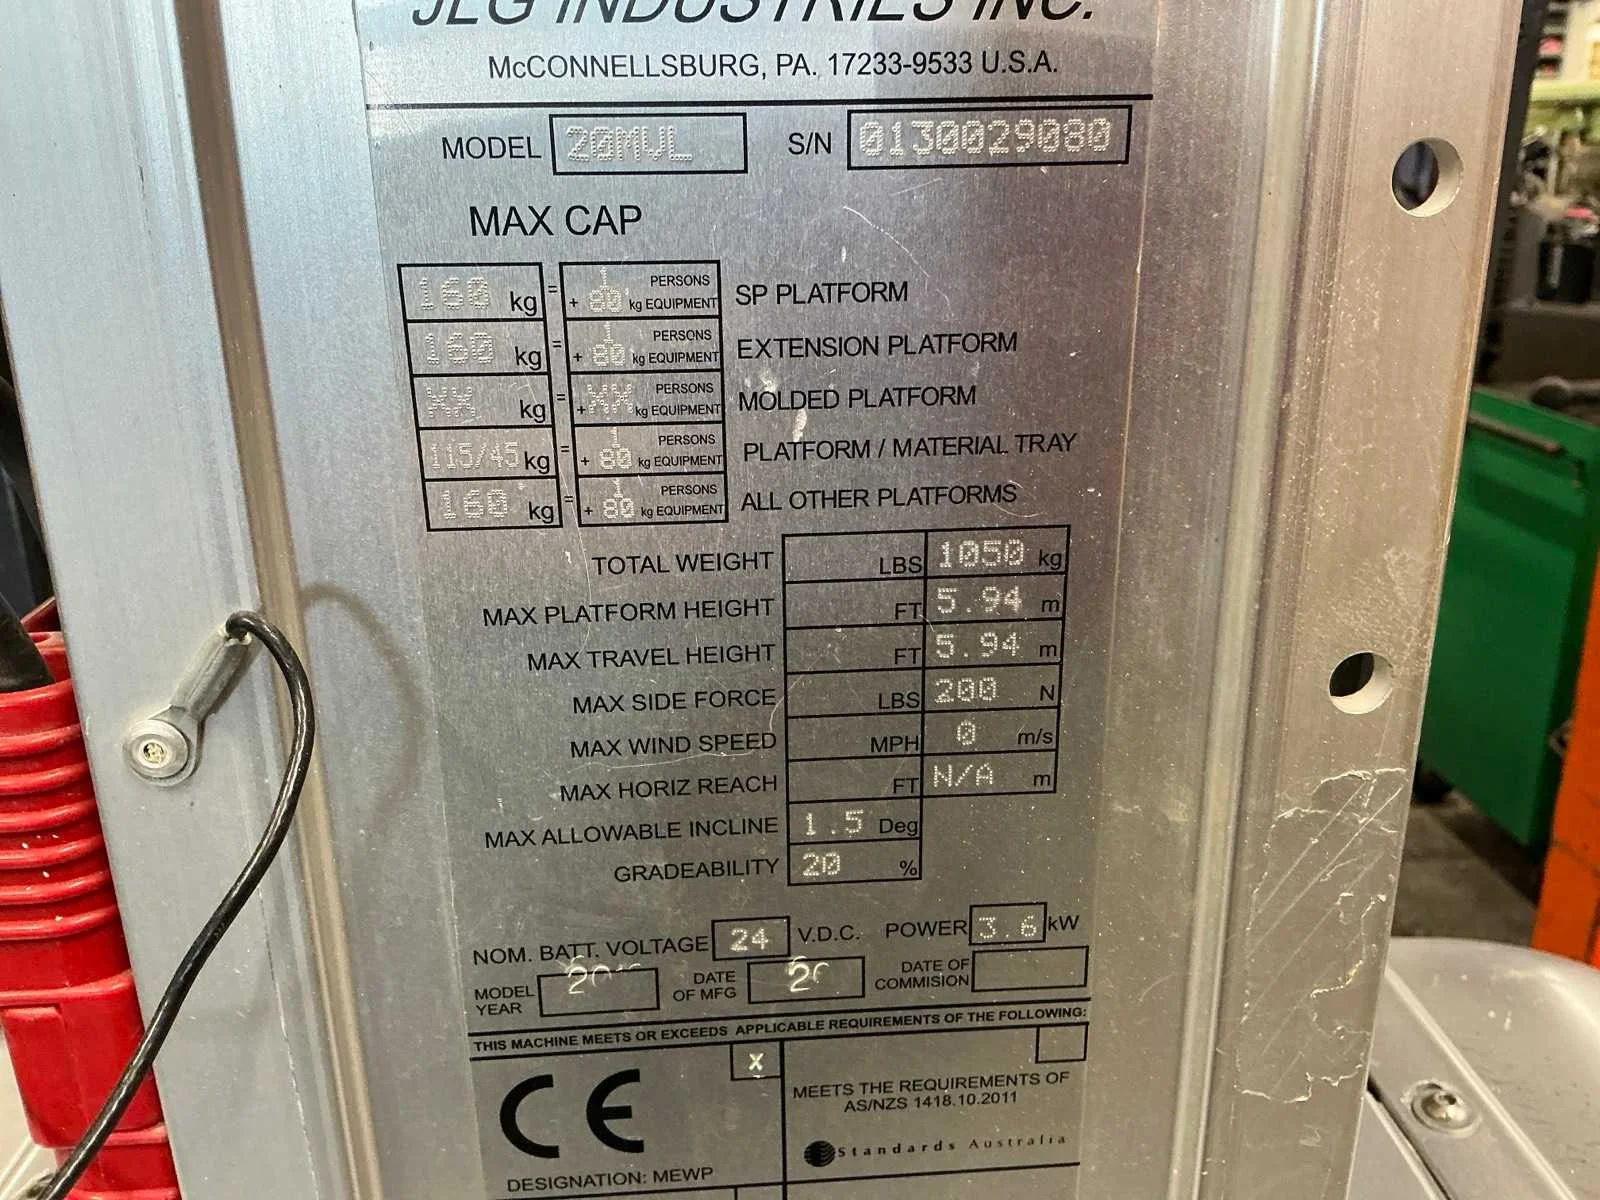 JLG INDUSTRIES INC.
McCONNELLSBURG, PA. 17233-9533 U.S.A.
MODEL 20MVL S/N 0130029080
MAX CAP
160 kg = 1 PERSONS + 80 kg EQUIPMENT SP PLATFORM
160 kg = 1 PERSONS + 80 kg EQUIPMENT EXTENSION PLATFORM
XX kg = PERSONS + XX kg EQUIPMENT MOLDED PLATFORM
115/45 kg = 1 PERSONS + 80 kg EQUIPMENT PLATFORM / MATERIAL TRAY
160 kg = 1 PERSONS + 80 kg EQUIPMENT ALL OTHER PLATFORMS
TOTAL WEIGHT LBS 1050 kg
MAX PLATFORM HEIGHT FT 5.94 m
MAX TRAVEL HEIGHT FT 5.94 m
MAX SIDE FORCE LBS 200 N
MAX WIND SPEED MPH 0 m/s
MAX HORIZ REACH FT N/A m
MAX ALLOWABLE INCLINE 1.5 Deg
GRADEABILITY 20 %
NOM. BATT. VOLTAGE 24 V.D.C. POWER 3.6 kW
MODEL YEAR DATE OF MFG DATE OF COMMISION
THIS MACHINE MEETS OR EXCEEDS APPLICABLE REQUIREMENTS OF THE FOLLOWING:
X
CE
DESIGNATION: MEWP
MEETS THE REQUIREMENTS OF
AS/NZS 1418.10.2011
Standards Australia